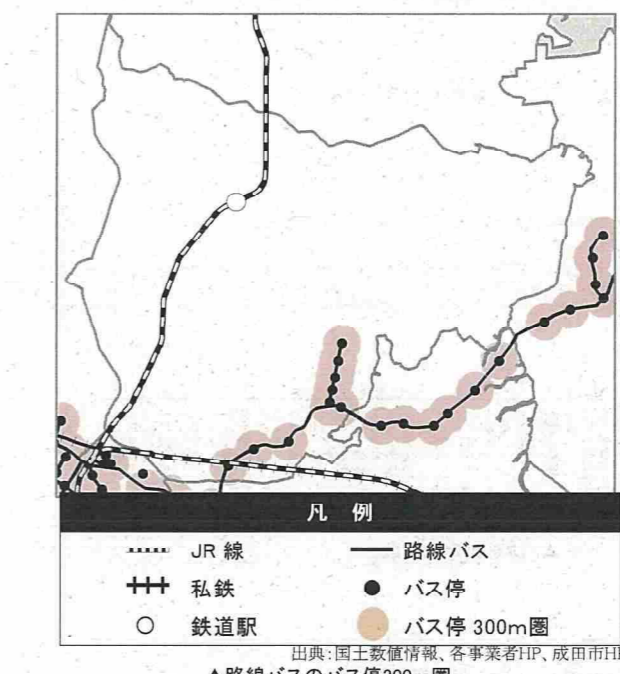 凡 例
JR 線
路線バス
私鉄
バス停
鉄道駅
バス停 300m圏
出典:国土数値情報、各事業者HP、成田市H
▲路線バスのバス停300m圏